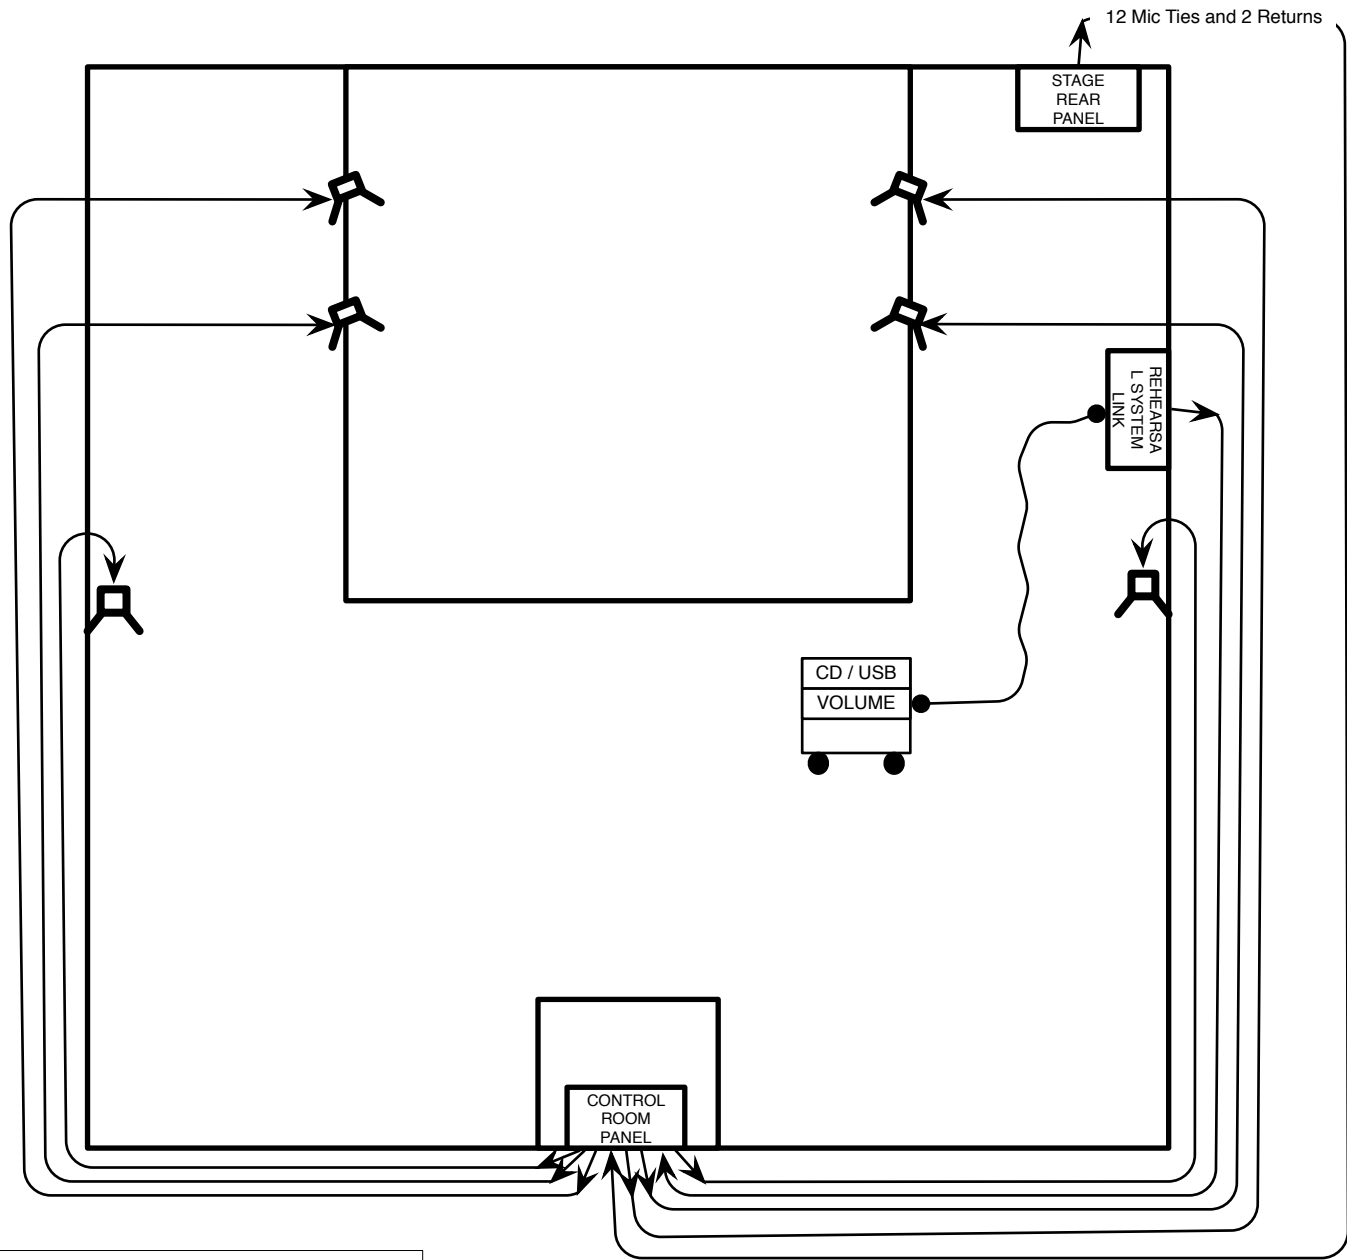 12 Mic Ties and 2 Returns
STAGE
REAR
PANEL
REHEARSA
L SYSTEM
LINK
CD / USB
VOLUME
CONTROL
ROOM
PANEL